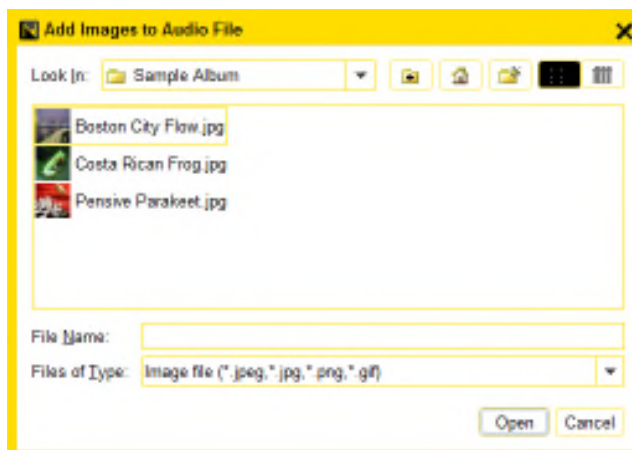 Add Images to Audio File
Look In: Sample Album
Boston City Flow.jpg
Costa Rican Frog.jpg
Pensive Parakeet.jpg
File Name:
Files of Type: Image file (*.jpeg,*.jpg,*.png,*.gif)
Open Cancel